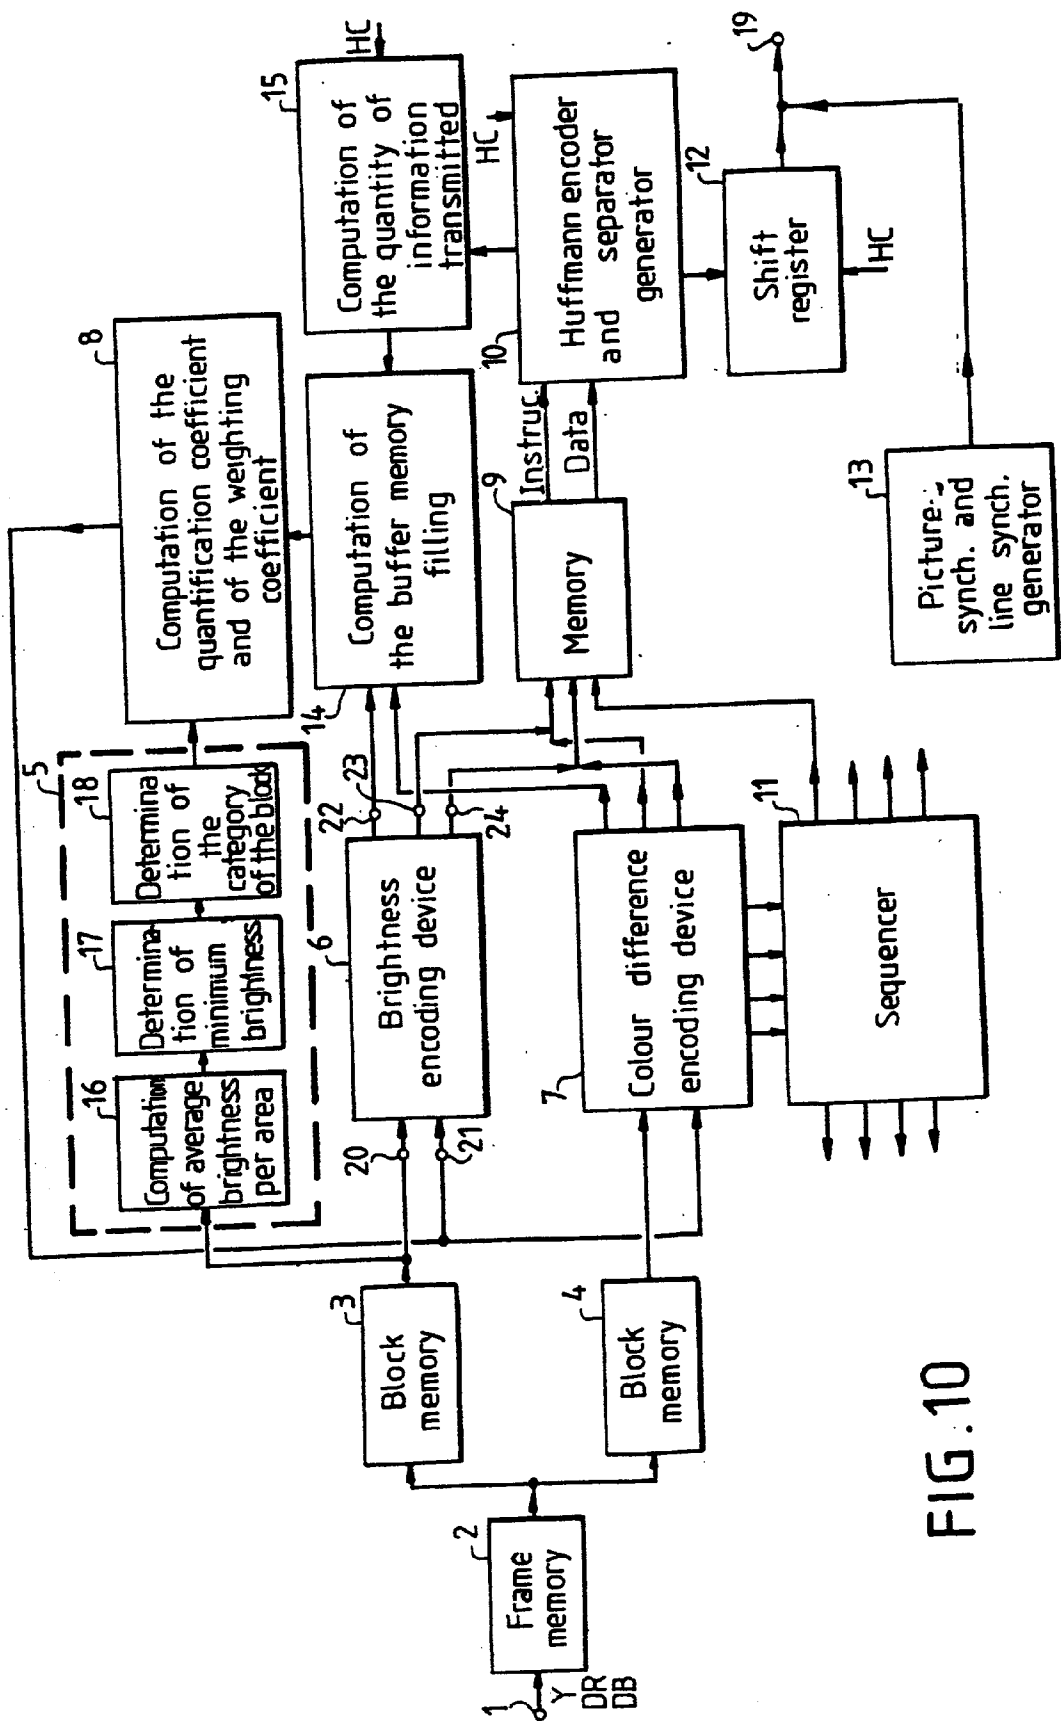 1
Y
DR
DB
2
Frame
memory
3
Block
memory
4
Block
memory
5
16
Computation
of average
brightness
per area
17
Determina-
tion of
minimum
brightness
18
Determina
tion of
the
category
of the block
8
Computation of the
quantification coefficient
and of the weighting
coefficient
20
21
6
Brightness
encoding device
22
23
24
7
Colour difference
encoding device
11
Sequencer
14
Computation of
the buffer memory
filling
15
HC
Computation of
the quantity of
information
transmitted
9
Memory
Instruc.
Data
10
HC
Huffmann encoder
and separator
generator
12
Shift
register
HC
13
Picture-
synch. and
line synch.
generator
19
FIG.10